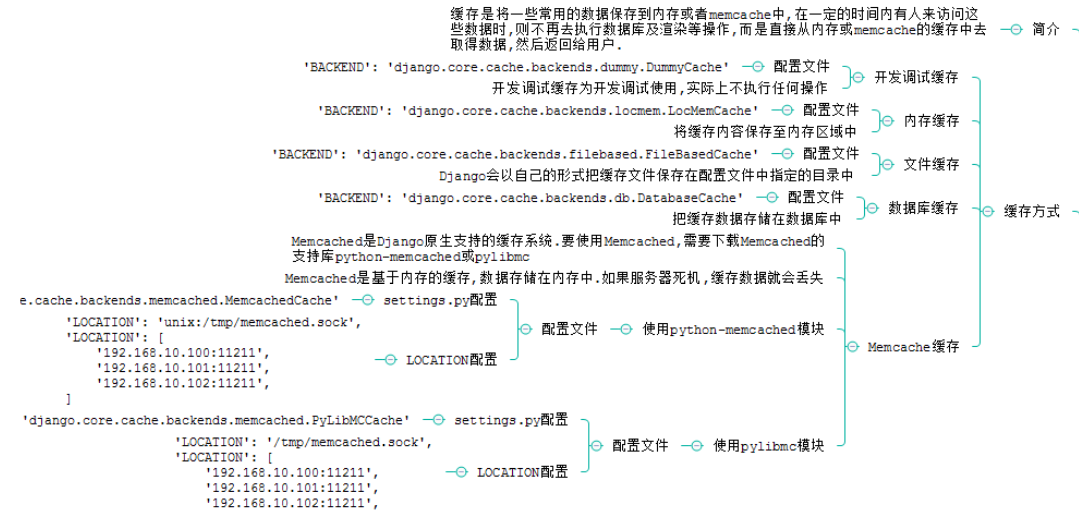 缓存是将一些常用的数据保存到内存或者memcache中,在一定的时间内有人来访问这
些数据时,则不再去执行数据库及渲染等操作,而是直接从内存或memcache的缓存中去
取得数据,然后返回给用户.
简介
'BACKEND': 'django.core.cache.backends.dummy.DummyCache'
配置文件
开发调试缓存为开发调试使用,实际上不执行任何操作
开发调试缓存
'BACKEND': 'django.core.cache.backends.locmem.LocMemCache'
配置文件
将缓存内容保存至内存区域中
内存缓存
'BACKEND': 'django.core.cache.backends.filebased.FileBasedCache'
配置文件
Django会以自己的形式把缓存文件保存在配置文件中指定的目录中
文件缓存
'BACKEND': 'django.core.cache.backends.db.DatabaseCache'
配置文件
把缓存数据存储在数据库中
数据库缓存
缓存方式
Memcached是Django原生支持的缓存系统.要使用Memcached,需要下载Memcached的
支持库python-memcached或pylibmc
Memcached是基于内存的缓存,数据存储在内存中.如果服务器死机,缓存数据就会丢失
e.cache.backends.memcached.MemcachedCache'
settings.py配置
'LOCATION': 'unix:/tmp/memcached.sock',
'LOCATION': [
'192.168.10.100:11211',
'192.168.10.101:11211',
'192.168.10.102:11211',
]
LOCATION配置
配置文件
使用python-memcached模块
Memcache缓存
'django.core.cache.backends.memcached.PyLibMCCache'
settings.py配置
'LOCATION': '/tmp/memcached.sock',
'LOCATION': [
'192.168.10.100:11211',
'192.168.10.101:11211',
'192.168.10.102:11211',
LOCATION配置
配置文件
使用pylibmc模块